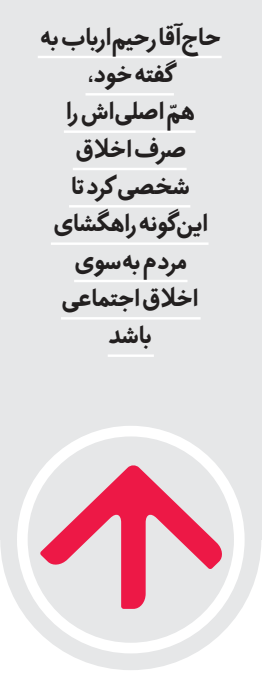 حاج‌آقا رحیم ارباب به
گفته خود،
همّ اصلی‌اش را
صرف اخلاق
شخصی کرد تا
این‌گونه راهگشای
مردم به‌سوی
اخلاق اجتماعی
باشد